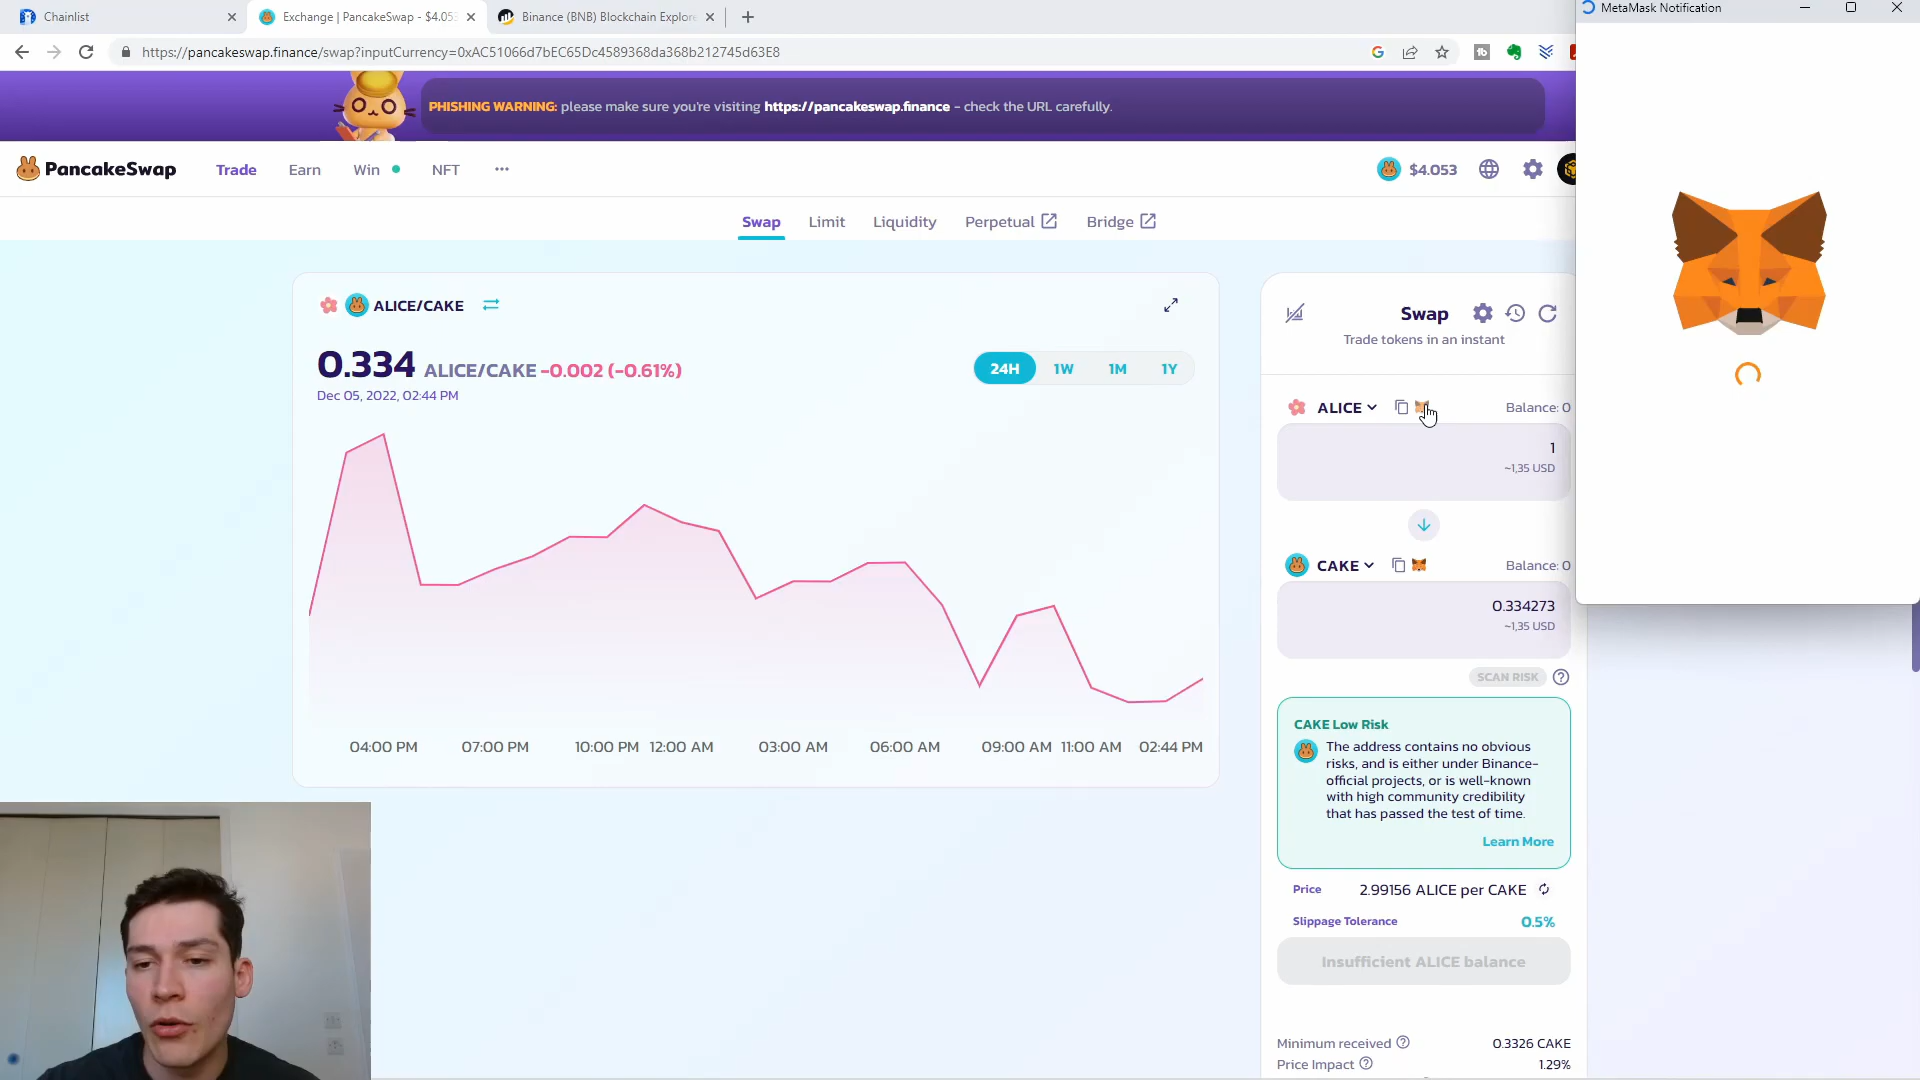 Chainlist
Exchange | PancakeSwap - $4.05
Binance (BNB) Blockchain Explore
MetaMask Notification
https://pancakeswap.finance/swap?inputCurrency=0xAC51066d7bEC65Dc4589368da368b212745d63E8
PHISHING WARNING: please make sure you're visiting https://pancakeswap.finance - check the URL carefully.
PancakeSwap
Trade
Earn
Win
NFT
$4.053
Swap
Limit
Liquidity
Perpetual
Bridge
ALICE/CAKE
0.334 ALICE/CAKE -0.002 (-0.61%)
Dec 05, 2022, 02:44 PM
24H
1W
1M
1Y
04:00 PM
07:00 PM
10:00 PM
12:00 AM
03:00 AM
06:00 AM
09:00 AM
11:00 AM
02:44 PM
Swap
Trade tokens in an instant
ALICE
Balance: 0
1
~1,35 USD
CAKE
Balance: 0
0.334273
~1,35 USD
SCAN RISK
CAKE Low Risk
The address contains no obvious
risks, and is either under Binance-
official projects, or is well-known
with high community credibility
that has passed the test of time.
Learn More
Price
2.99156 ALICE per CAKE
Slippage Tolerance
0.5%
Insufficient ALICE balance
Minimum received
0.3326 CAKE
Price Impact
1.29%